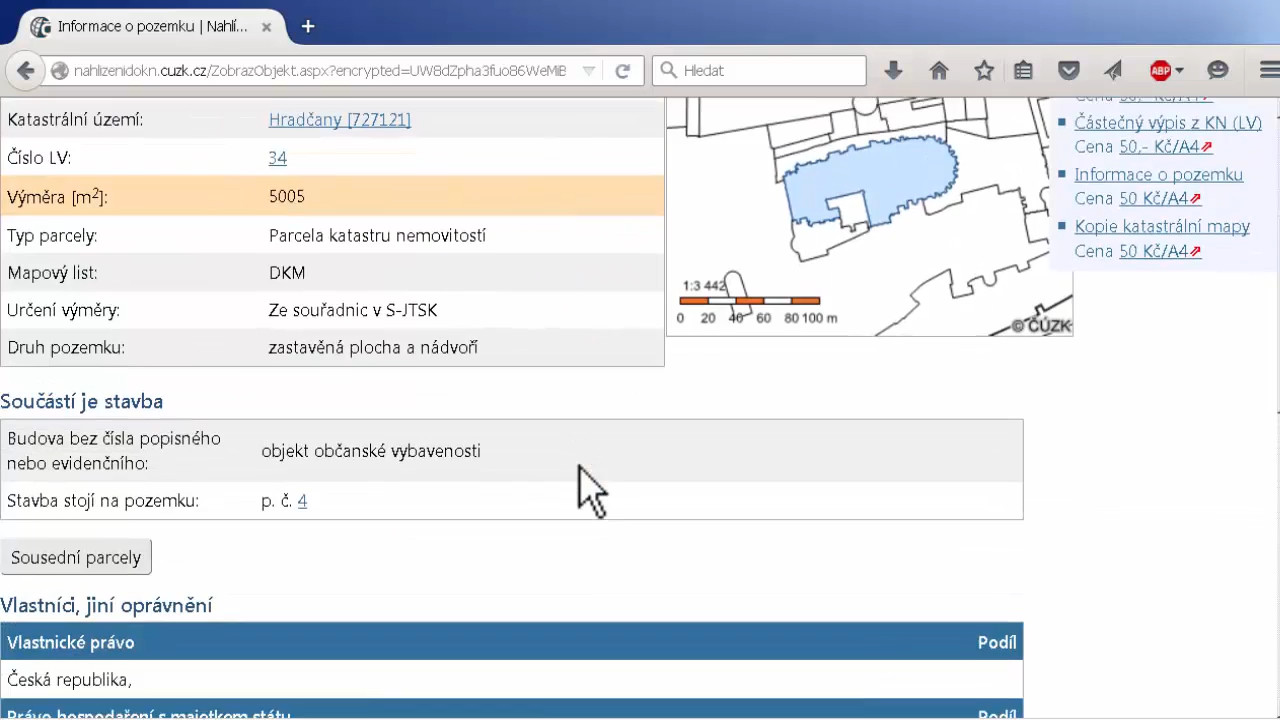 Informace o pozemku | Nahlí...
nahlizenidokn.cuzk.cz/ZobrazObjekt.aspx?encrypted=
Hledat
ABP
Katastrální území: Hradčany [727121]
Číslo LV: 34
Výměra [m2]: 5005
Typ parcely: Parcela katastru nemovitostí
Mapový list: DKM
Určení výměry: Ze souřadnic v S-JTSK
Druh pozemku: zastavěná plocha a nádvoří
1:3 442
0 20 40 60 80 100 m
© ČÚZK
Částečný výpis z KN (LV)
Cena 50,- Kč/A4
Informace o pozemku
Cena 50 Kč/A4
Kopie katastrální mapy
Cena 50 Kč/A4
Součástí je stavba
Budova bez čísla popisného
nebo evidenčního: objekt občanské vybavenosti
Stavba stojí na pozemku: p. č. 4
Sousední parcely
Vlastníci, jiní oprávnění
Vlastnické právo Podíl
Česká republika,
Právo hospodaření s majetkem státu Podíl